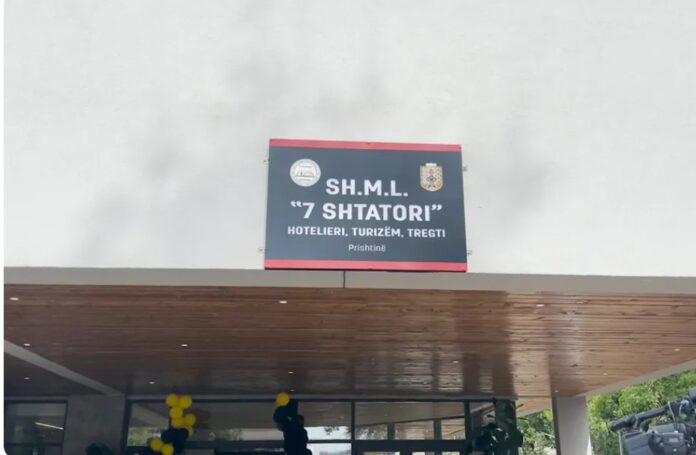 SH.M.L.
"7 SHTATORI"
HOTELIERI, TURIZËM, TREGTI
Prishtinë